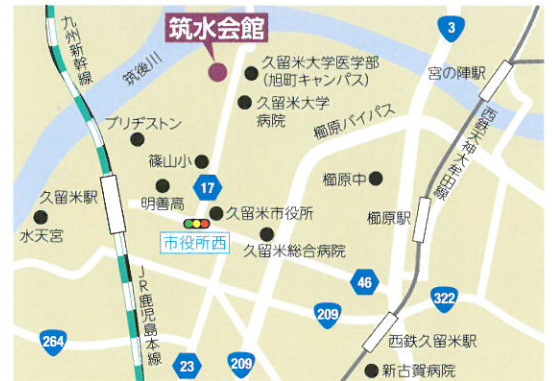 筑水会館
九州新幹線
筑後川
久留米大学医学部
(旭町キャンパス)
久留米大学
病院
3
宮の陣駅
ブリヂストン
櫛原バイパス
西鉄天神大牟田線
篠山小
17
櫛原中
久留米駅
明善高
久留米市役所
櫛原駅
水天宮
市役所西
久留米総合病院
46
322
209
JR鹿児島本線
264
西鉄久留米駅
23
209
新古賀病院